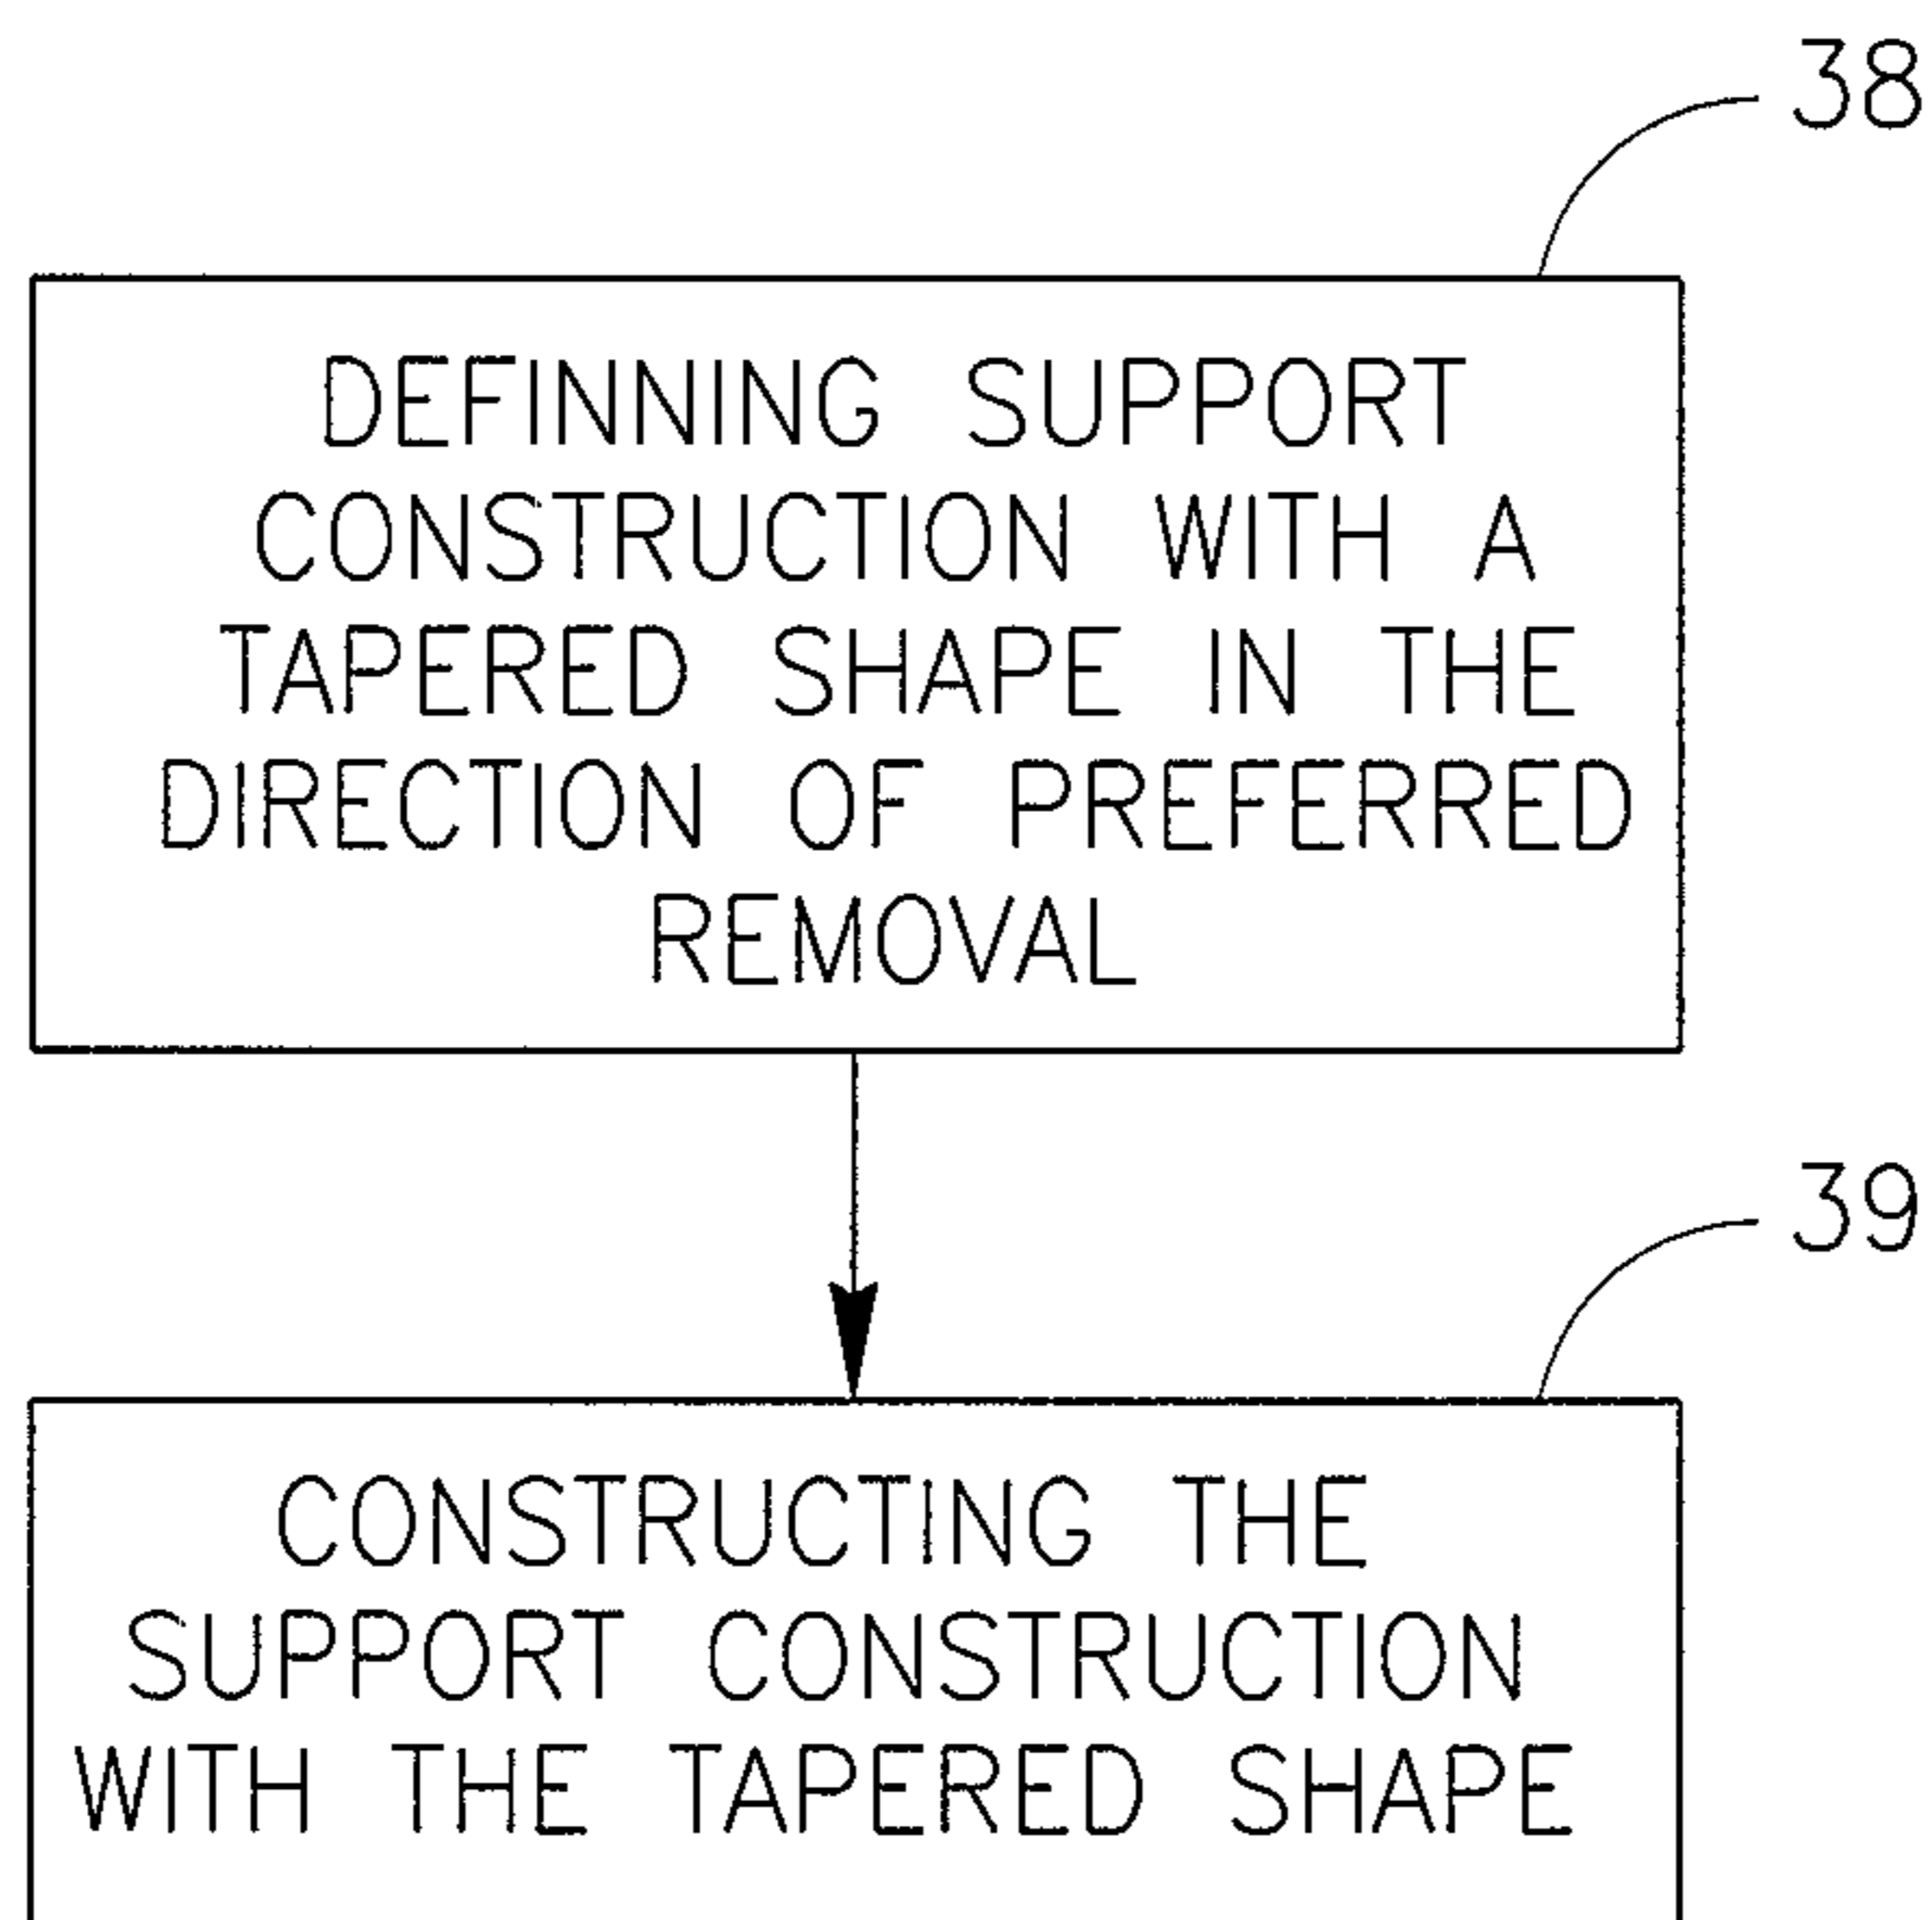 38
DEFINNING SUPPORT
CONSTRUCTION WITH A
TAPERED SHAPE IN THE
DIRECTION OF PREFERRED
REMOVAL
39
CONSTRUCTING THE
SUPPORT CONSTRUCTION
WITH THE TAPERED SHAPE